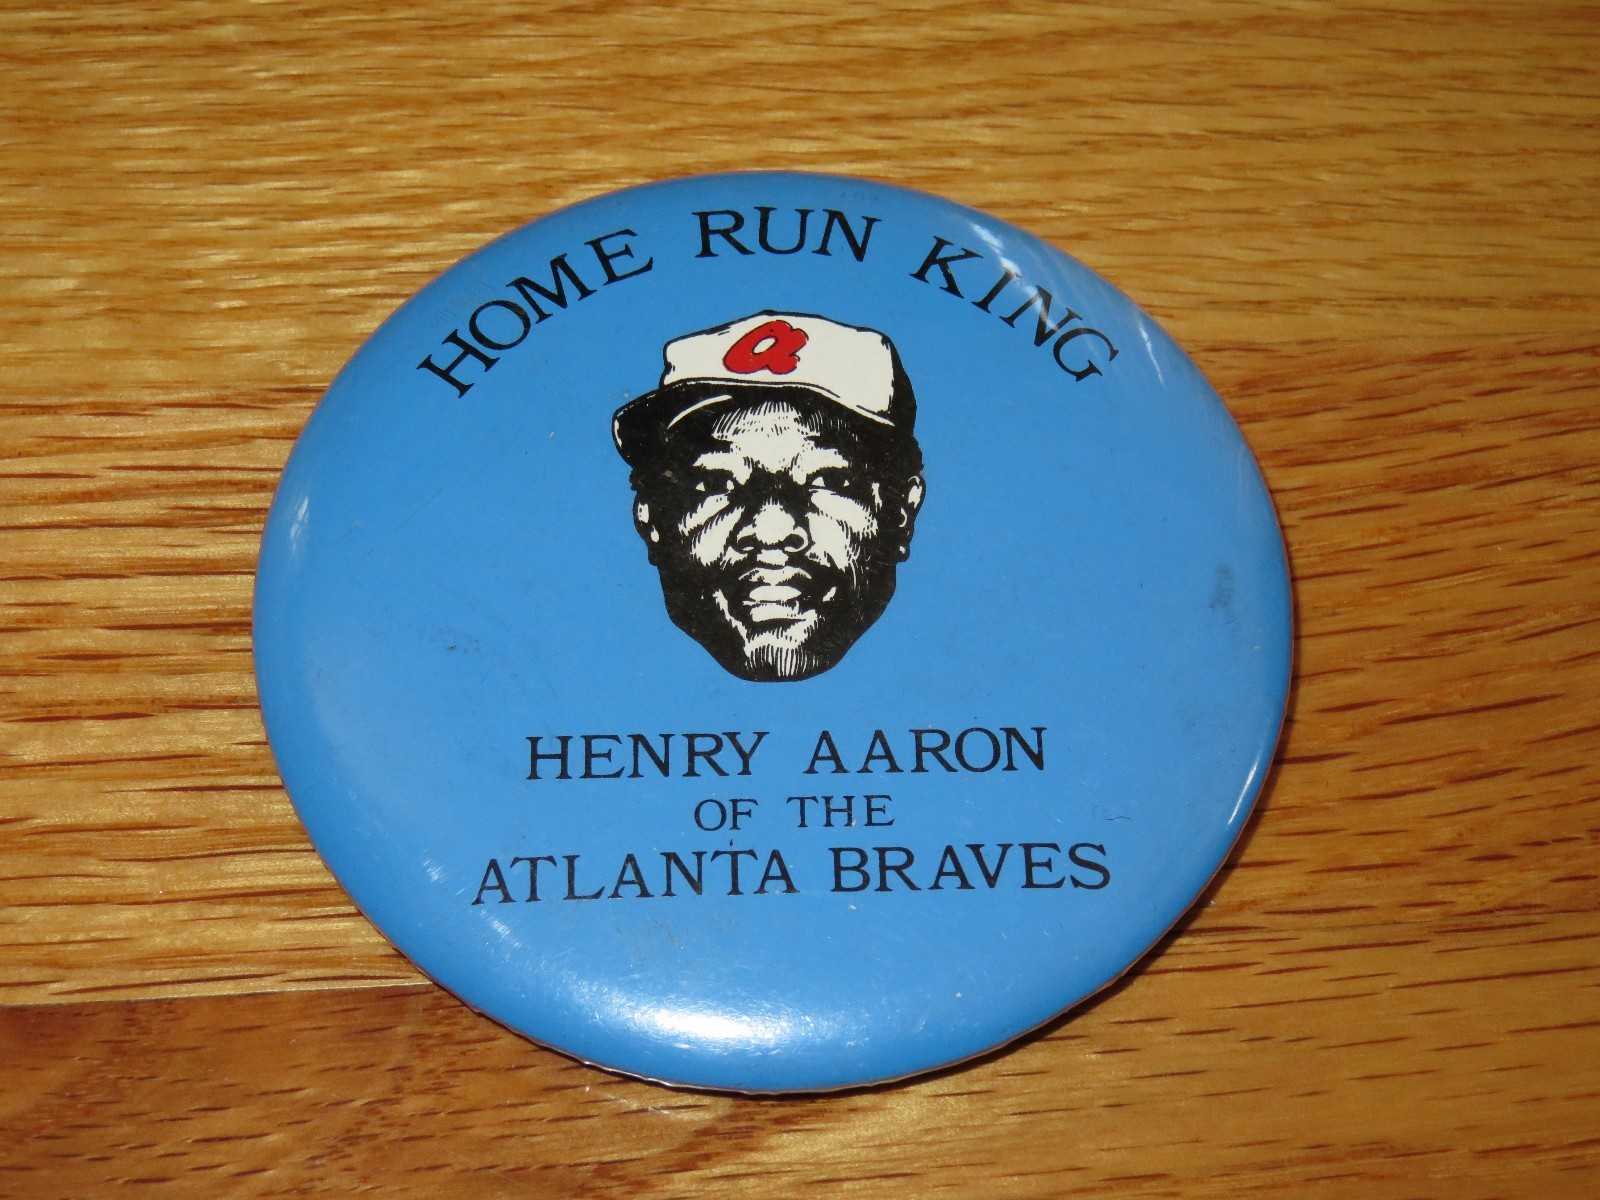 HOME RUN KING
a
HENRY AARON
OF THE
ATLANTA BRAVES